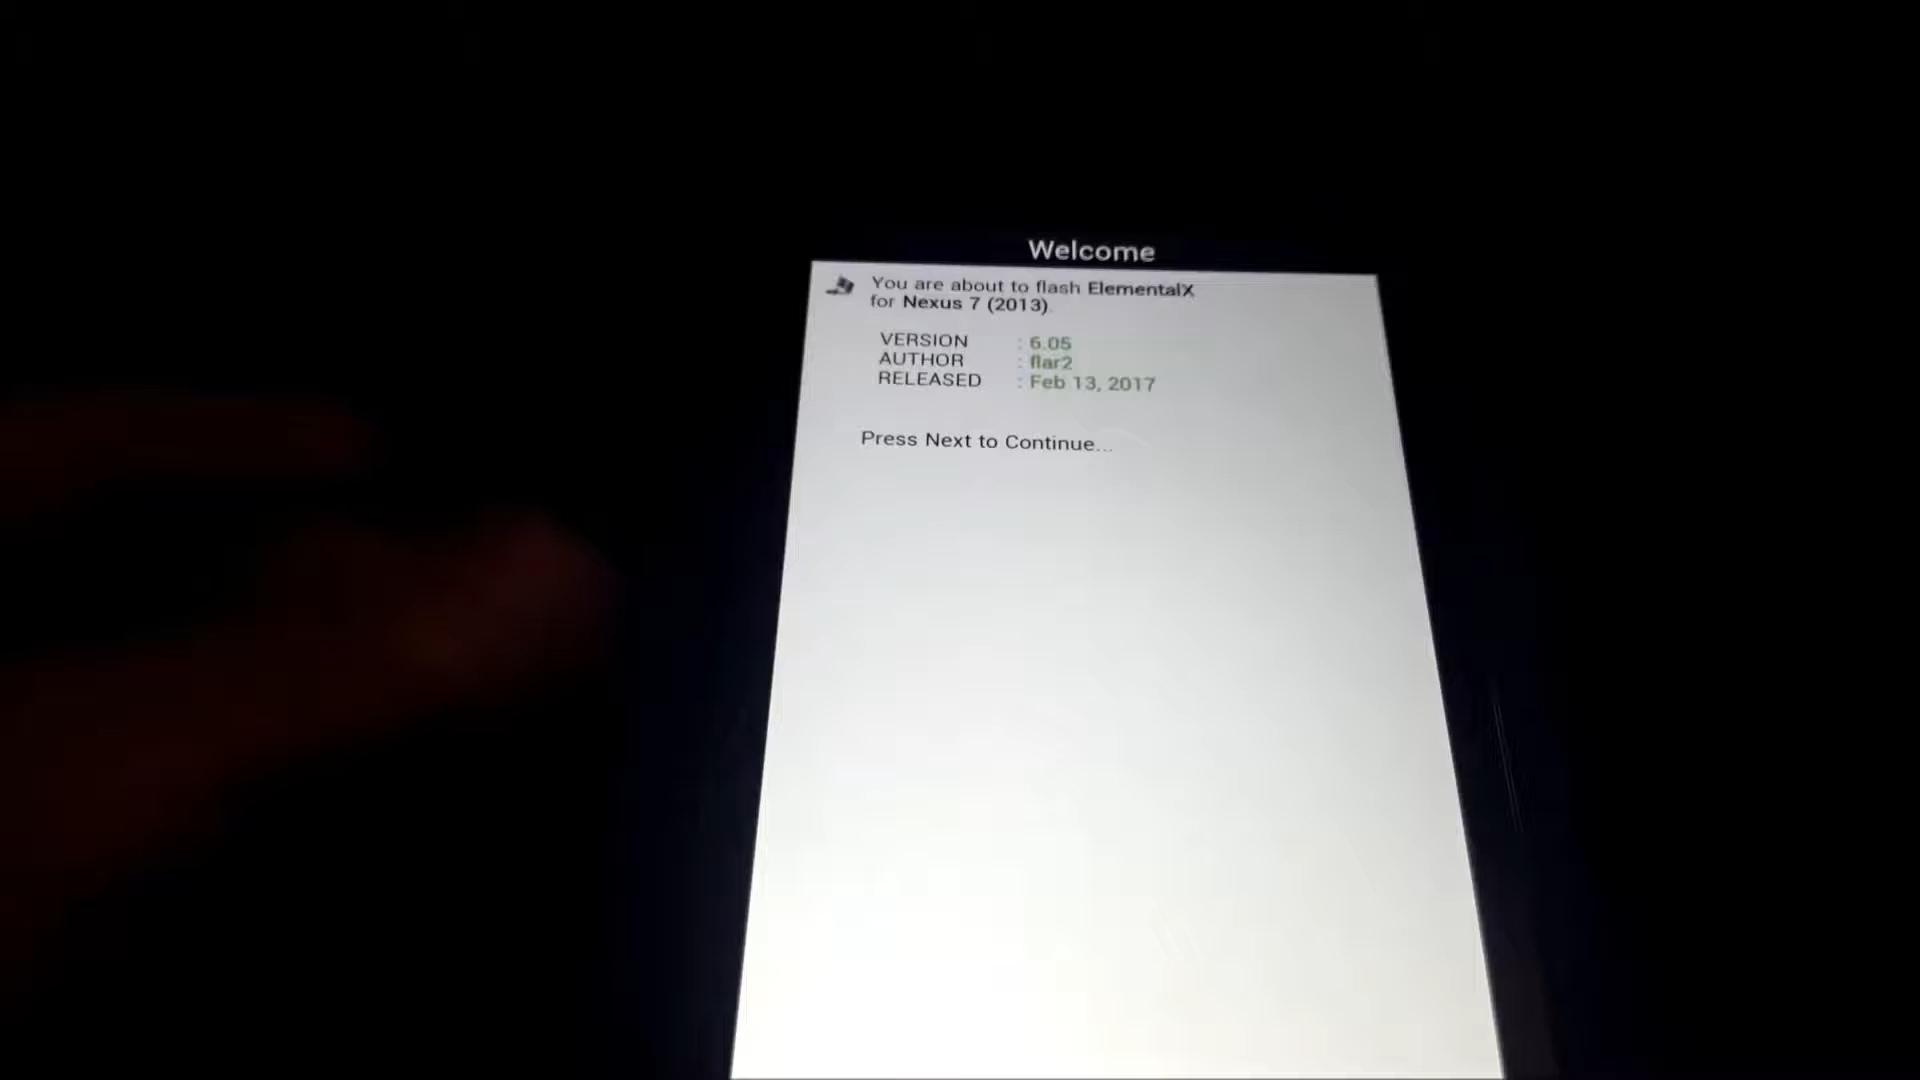 Welcome
You are about to flash ElementalX
for Nexus 7 (2013).
VERSION : 6.05
AUTHOR : flar2
RELEASED : Feb 13, 2017
Press Next to Continue...